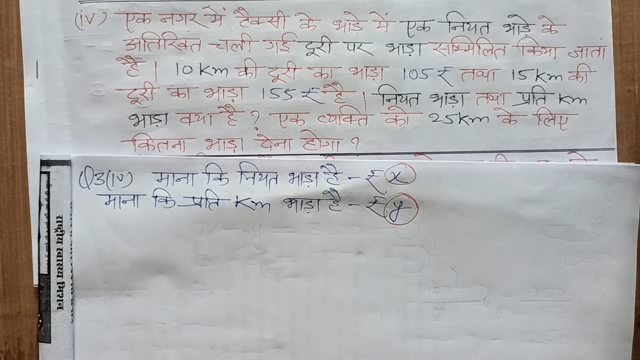 (iv) एक नगर में टैक्सी के भाडे में एक नियत भाडे के
अतिरिक्त चली गई दूरी पर भाड़ा सम्मिलित किया जाता
है। 10 Km की दूरी का भाड़ा 105 ₹ तथा 15 Km की
दूरी का भाड़ा 155 ₹ है। नियत भाड़ा तथा प्रति Km
भाड़ा क्या है? एक व्यक्ति को 25 Km के लिए
कितना भाड़ा देना होगा?
Q3(iv) माना कि नियत भाड़ा है - ₹ x
माना कि प्रति Km भाड़ा है - ₹ y
राष्ट्रीय स्वास्थ्य मिशन